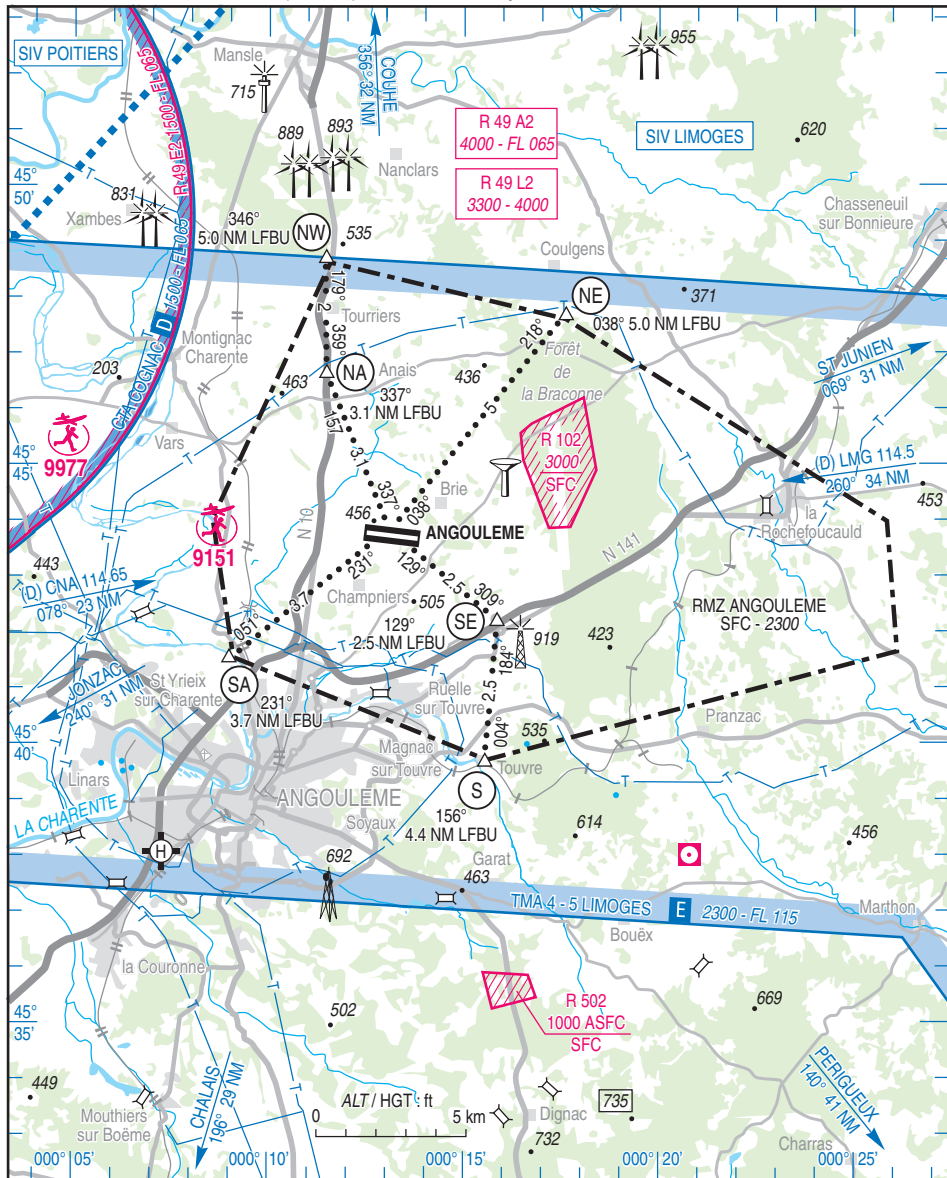 SIV POITIERS
Mansle
715
356° 32 NM
COUHE
955
R 49 E2 1500 - FL 065
889
893
R 49 A2
4000 - FL 065
SIV LIMOGES
620
Nanclars
R 49 L2
3300 - 4000
45°
50'
831
Xambes
346°
5.0 NM LFBU
NW
535
Chasseneuil
sur Bonnieure
Coulgens
NE
371
038° 5.0 NM LFBU
179°
2
359°
Tourriers
218°
CTA COGNAC D 1500 - FL 065
Montignac
Charente
Forêt
de
la Braconne
ST JUNIEN
069° 31 NM
203
463
NA
Anais
436
337°
3.1 NM LFBU
157
3.1
337°
5
038°
9977
Vars
45°
45'
R 102
3000
SFC
(D) LMG 114.5
260° 34 NM
453
Brie
la
Rochefoucauld
456
ANGOULEME
9151
N 10
N 141
443
(D) CNA 114.65
078° 23 NM
231°
3.7
051°
129°
2.5
309°
Champniers
505
SE
129°
2.5 NM LFBU
919
423
RMZ ANGOULEME
SFC - 2300
184°
2.5
004°
St Yrieix
sur Charente
SA
231°
3.7 NM LFBU
JONZAC
240° 31 NM
Ruelle
sur Touvre
Pranzac
45°
40'
535
Magnac
sur Touvre
Touvre
Linars
S
ANGOULEME
LA CHARENTE
Soyaux
156°
4.4 NM LFBU
614
456
H
692
Garat
463
TMA 4 - 5 LIMOGES E 2300 - FL 115
Marthon
Bouëx
la Couronne
45°
35'
502
R 502
1000 ASFC
SFC
669
449
CHALAIS
196° 29 NM
ALT / HGT : ft
0
5 km
735
PERIGUEUX
140° 41 NM
Mouthiers
sur Boëme
Dignac
732
Charras
000° 05'
000° 10'
000° 15'
000° 20'
000° 25'